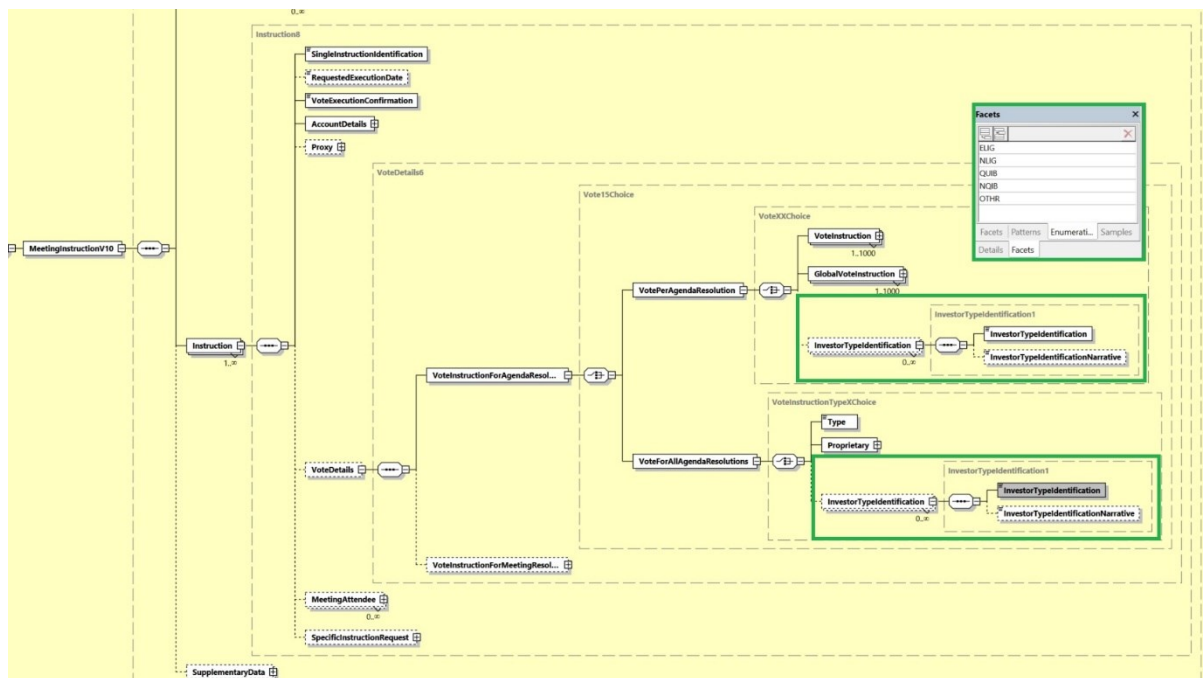 0..∞
Instruction8
SingleInstructionIdentification
RequestedExecutionDate
VoteExecutionConfirmation
AccountDetails
Proxy
VoteDetails6
Vote15Choice
VoteXXChoice
VoteInstruction
1..1000
GlobalVoteInstruction
1..1000
VotePerAgendaResolution
InvestorTypeIdentification1
InvestorTypeIdentification
0..∞
InvestorTypeIdentification
InvestorTypeIdentificationNarrative
Facets
ELIG
NLIG
QUIB
NQIB
OTHR
Facets Patterns Enumerati... Samples
Details Facets
MeetingInstructionV10
Instruction
1..∞
VoteInstructionForAgendaResol...
VoteInstructionTypeXChoice
Type
Proprietary
VoteForAllAgendaResolutions
InvestorTypeIdentification1
InvestorTypeIdentification
0..∞
InvestorTypeIdentification
InvestorTypeIdentificationNarrative
VoteDetails
VoteInstructionForMeetingResol...
MeetingAttendee
0..∞
SpecificInstructionRequest
SupplementaryData